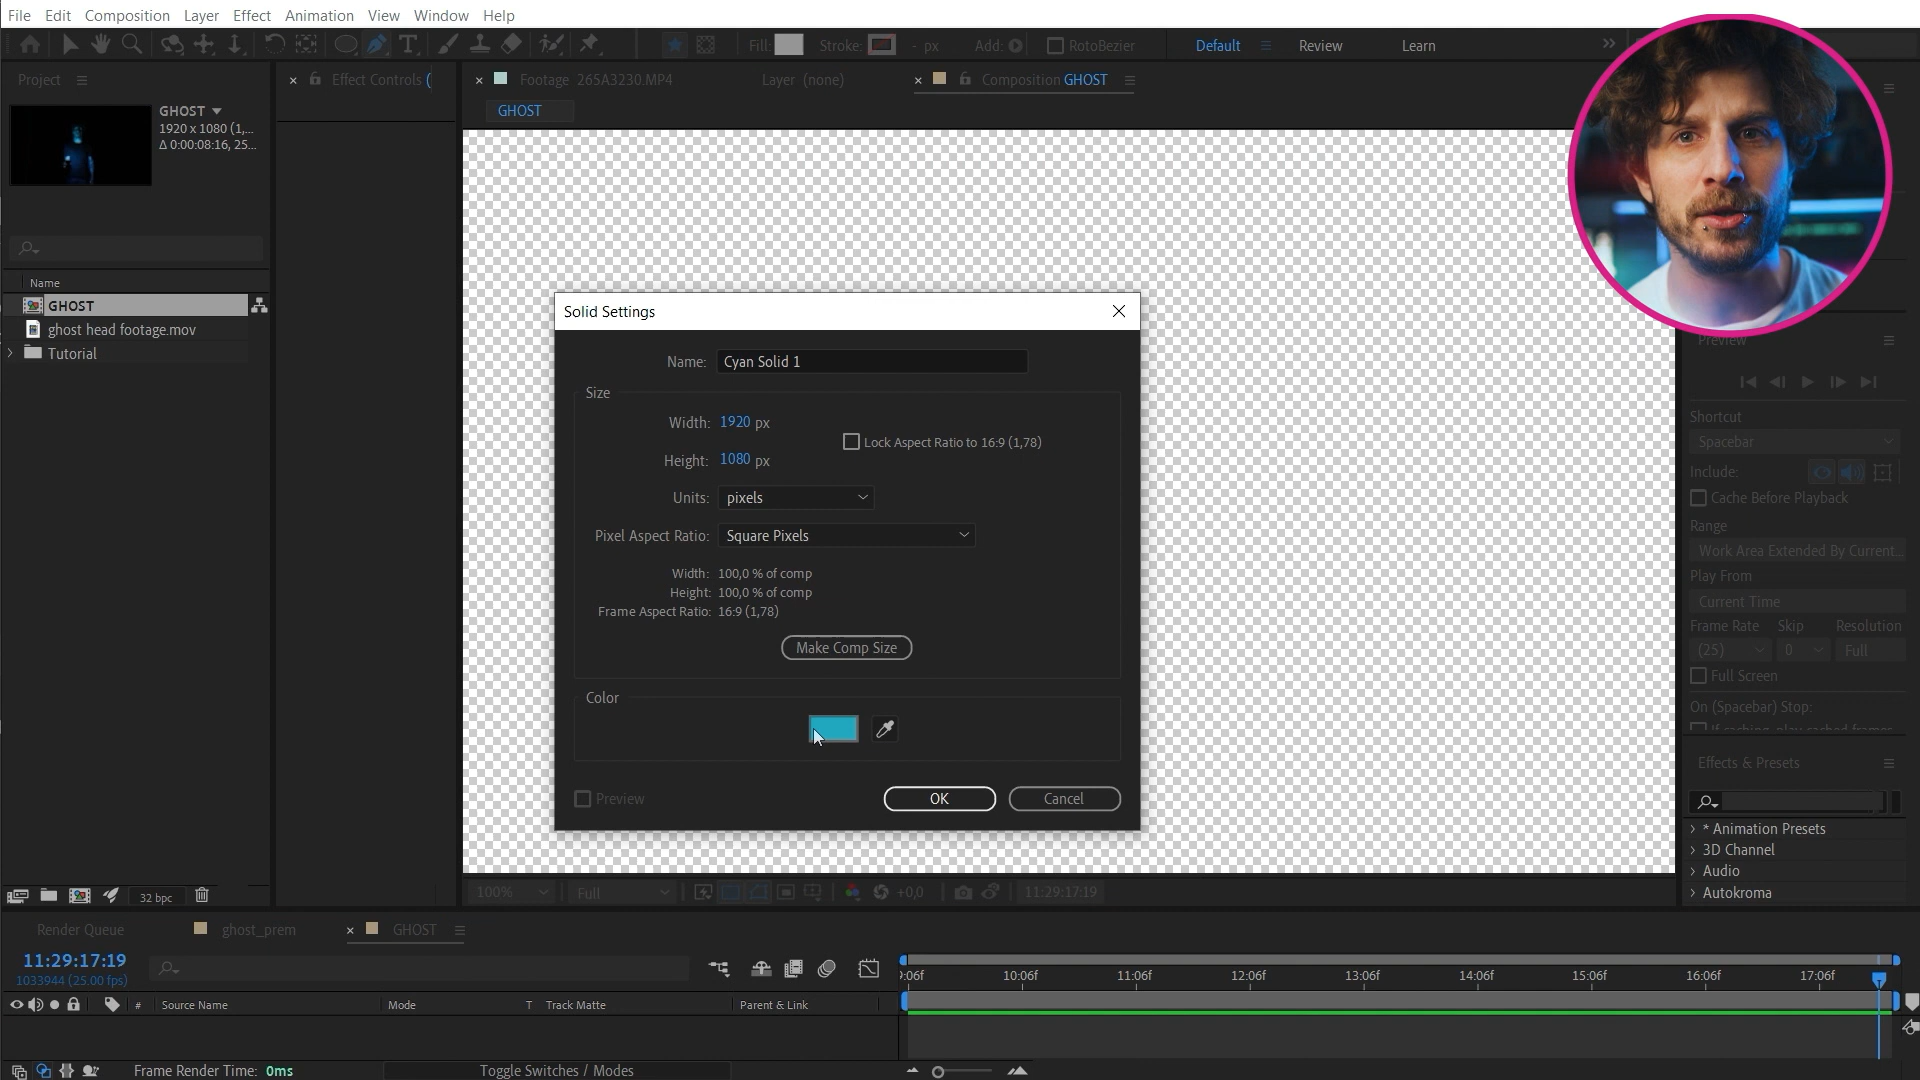 File Edit Composition Layer Effect Animation View Window Help
Fill: Stroke: - px Add: RotoBezier Default Review Learn
Project Effect Controls ( Footage 265A3230.MP4 Layer (none) Composition GHOST
GHOST
GHOST
1920 x 1080 (1,...
Δ 0:00:08:16, 25...
Name
GHOST
ghost head footage.mov
Tutorial
32 bpc
Solid Settings
Name: Cyan Solid 1
Size
Width: 1920 px
Lock Aspect Ratio to 16:9 (1,78)
Height: 1080 px
Units: pixels
Pixel Aspect Ratio: Square Pixels
Width: 100,0 % of comp
Height: 100,0 % of comp
Frame Aspect Ratio: 16:9 (1,78)
Make Comp Size
Color
Preview OK Cancel
100% Full +0,0 11:29:17:19
Preview
Shortcut
Spacebar
Include:
Cache Before Playback
Range
Work Area Extended By Current...
Play From
Current Time
Frame Rate Skip Resolution
(25) 0 Full
Full Screen
On (Spacebar) Stop:
If caching, play cached frames
Effects & Presets
* Animation Presets
3D Channel
Audio
Autokroma
Render Queue ghost_prem GHOST
11:29:17:19
1033944 (25.00 fps)
:06f 10:06f 11:06f 12:06f 13:06f 14:06f 15:06f 16:06f 17:06f
# Source Name Mode T Track Matte Parent & Link
Frame Render Time: 0ms Toggle Switches / Modes